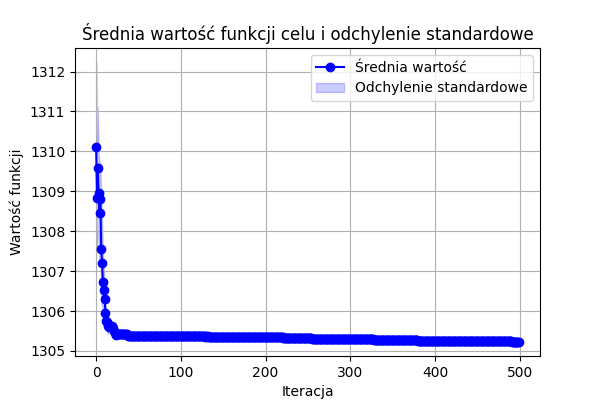 Średnia wartość funkcji celu i odchylenie standardowe
Średnia wartość
Odchylenie standardowe
Wartość funkcji
1312
1311
1310
1309
1308
1307
1306
1305
0 100 200 300 400 500
Iteracja